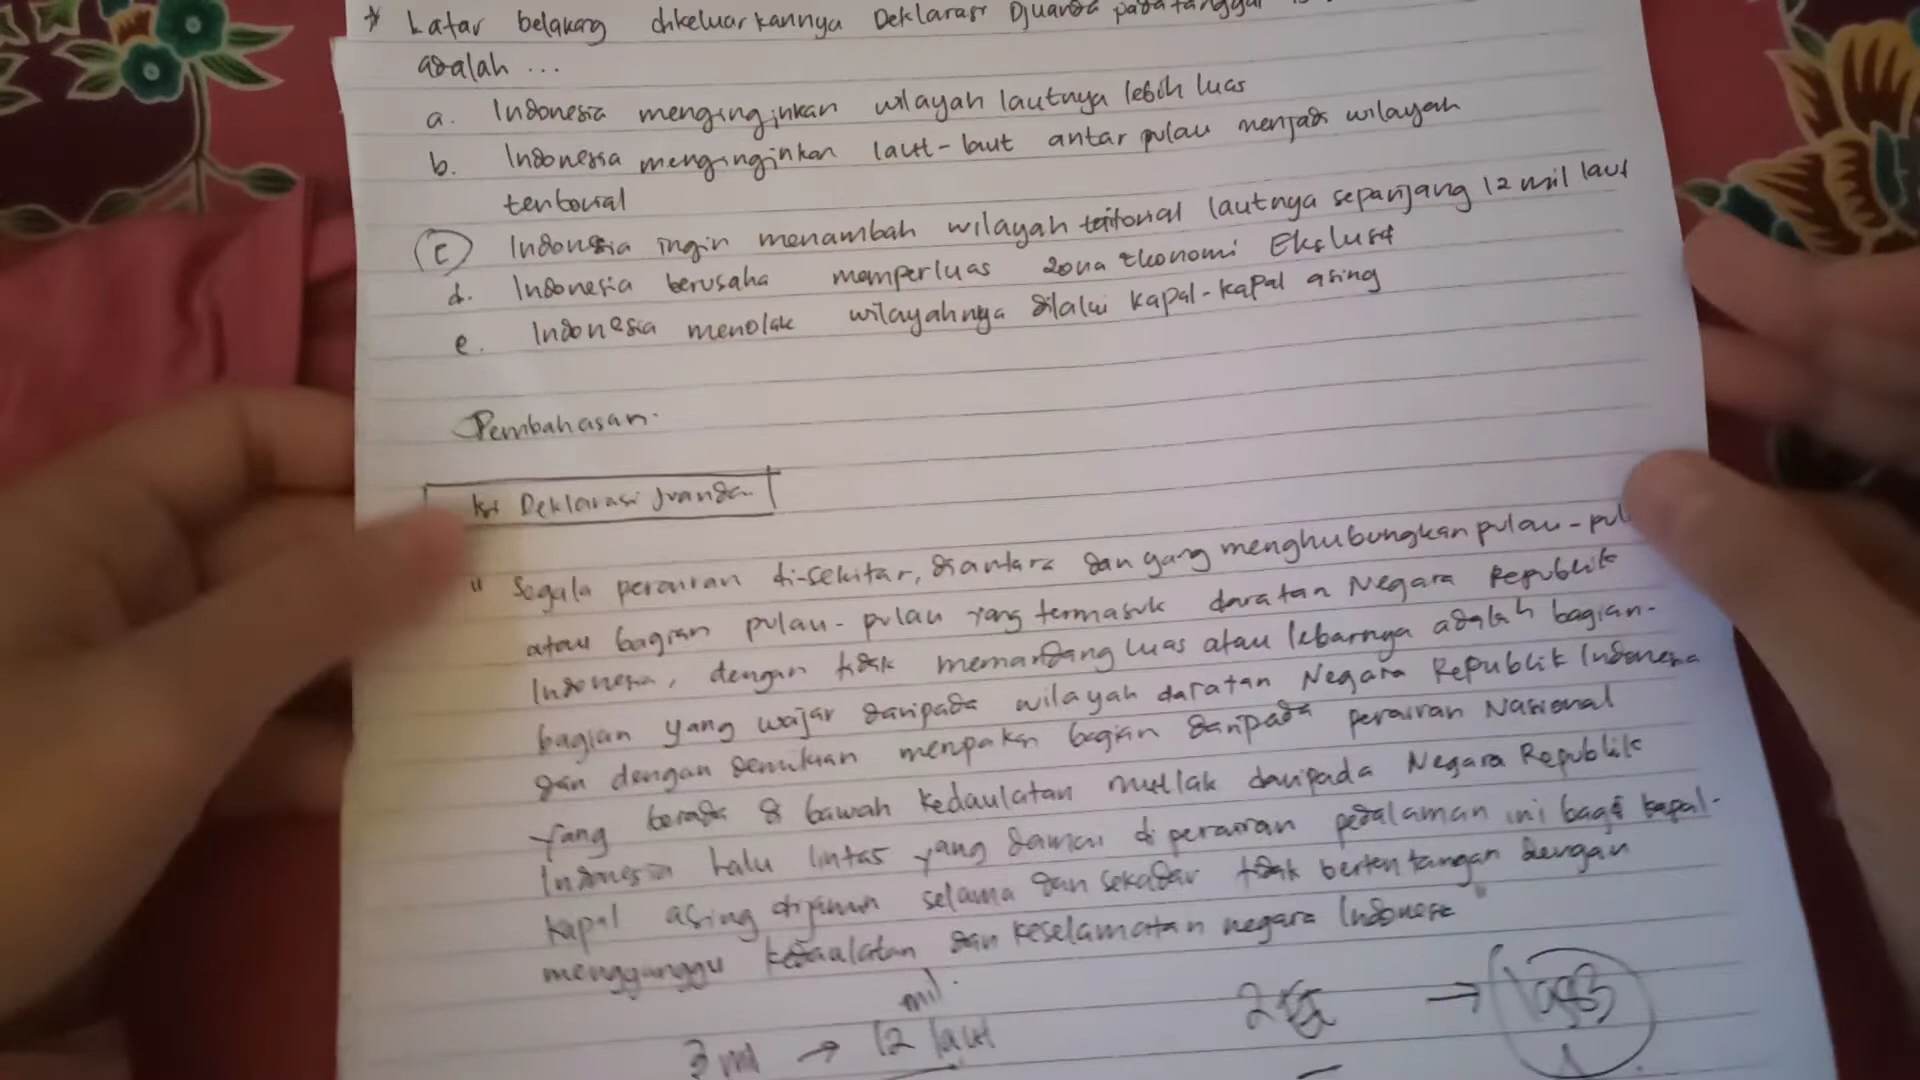 * Latar belakang dikeluarkannya Deklarasi Djuanda pada tanggal
adalah ...
a. Indonesia menginginkan wilayah lautnya lebih luas
b. Indonesia menginginkan laut-laut antar pulau menjadi wilayah
teritorial
c. Indonesia ingin menambah wilayah teritorial lautnya sepanjang 12 mil laut
d. Indonesia berusaha memperluas zona Ekonomi Ekslusif
e. Indonesia menolak wilayahnya dilalui kapal-kapal asing
Pembahasan.
Isi Deklarasi Juanda
" Segala perairan di-sekitar, diantara dan yang menghubungkan pulau-pul
atau bagian pulau-pulau yang termasuk daratan Negara Republik
Indonesia, dengan tidak memandang luas atau lebarnya adalah bagian-
bagian yang wajar daripada wilayah daratan Negara Republik Indonesia
dan dengan demikian merupakan bagian daripada perairan Nasional
yang berada di bawah kedaulatan mutlak daripada Negara Republik
Indonesia lalu lintas yang damai di perairan pedalaman ini bagi kapal-
kapal asing dijamin selama dan sekadar tidak bertentangan dengan
mengganggu kedaulatan dan keselamatan negara Indonesia "
mil.
3 mil → 12 laut
→